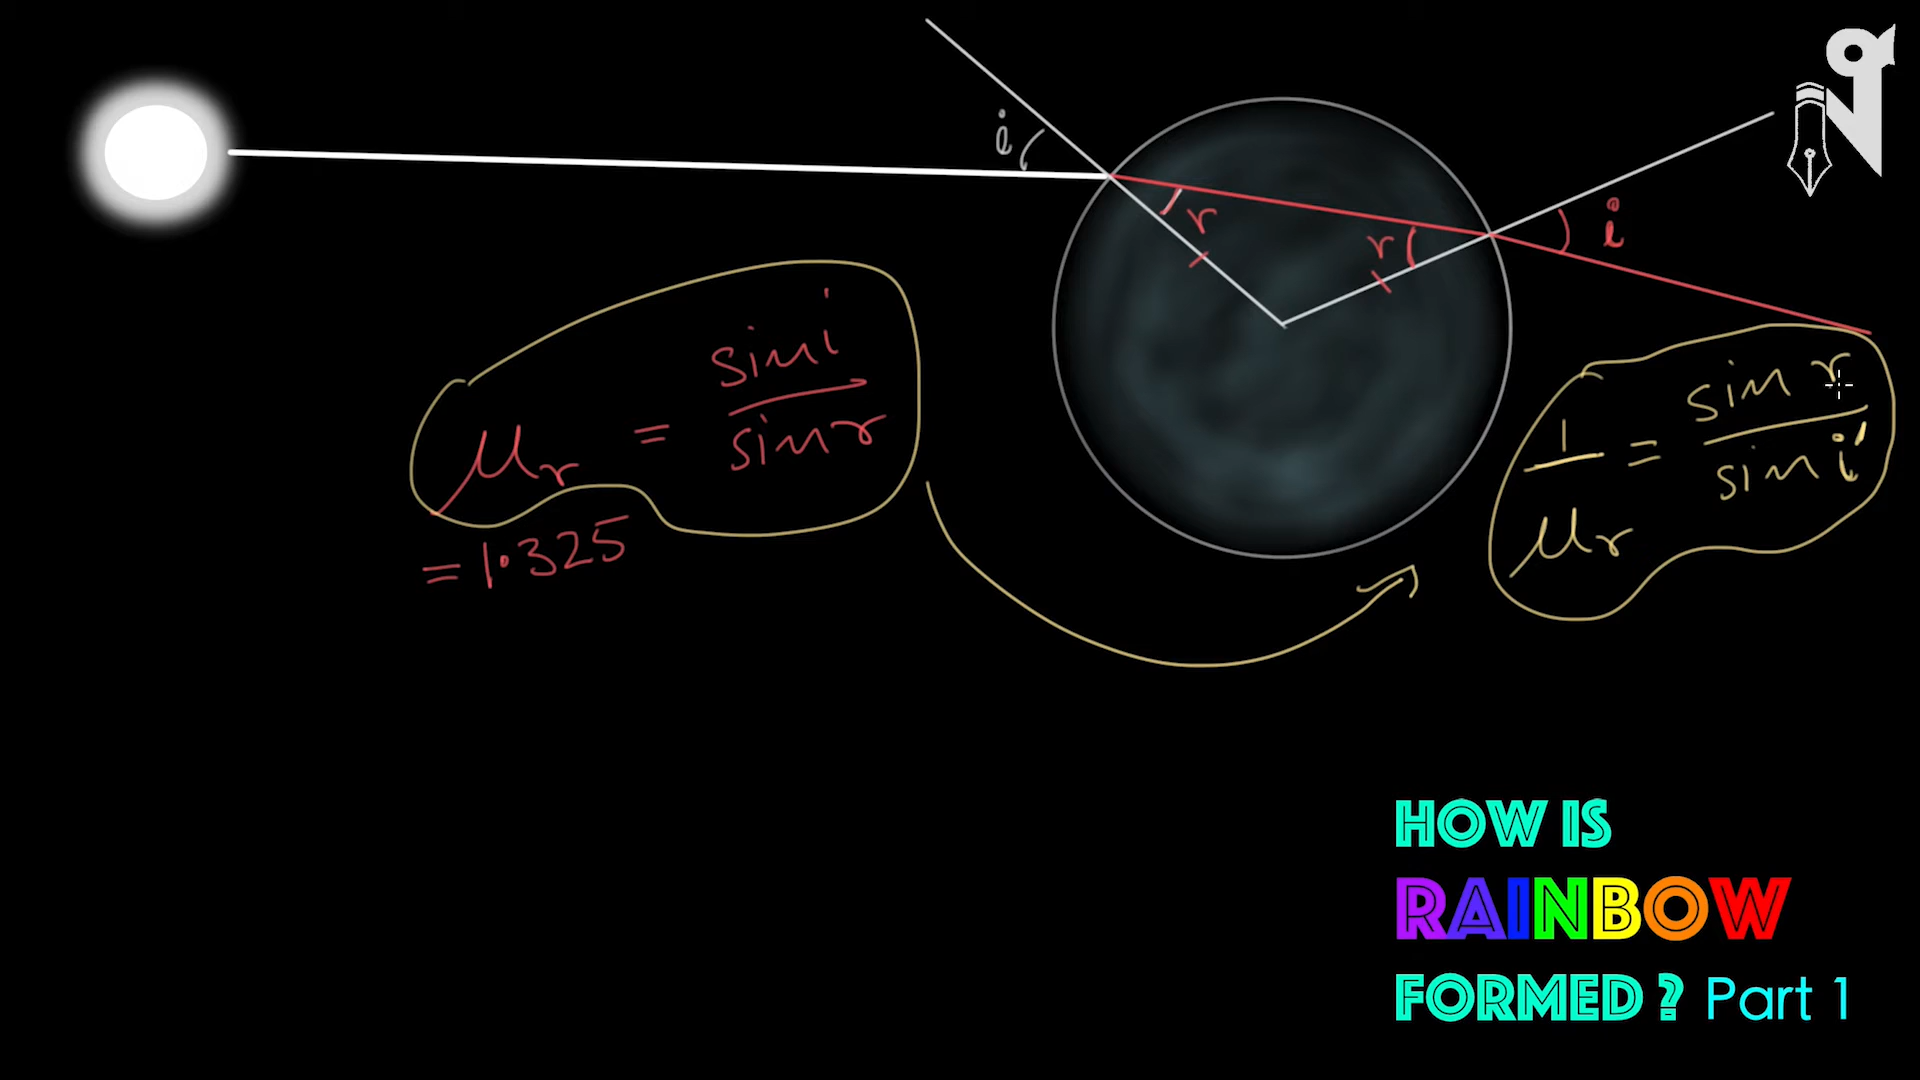 i
r
r
i
μr = sin i / sin r
= 1.325
1 / μr = sin r / sin i
HOW IS
RAINBOW
FORMED ? Part 1